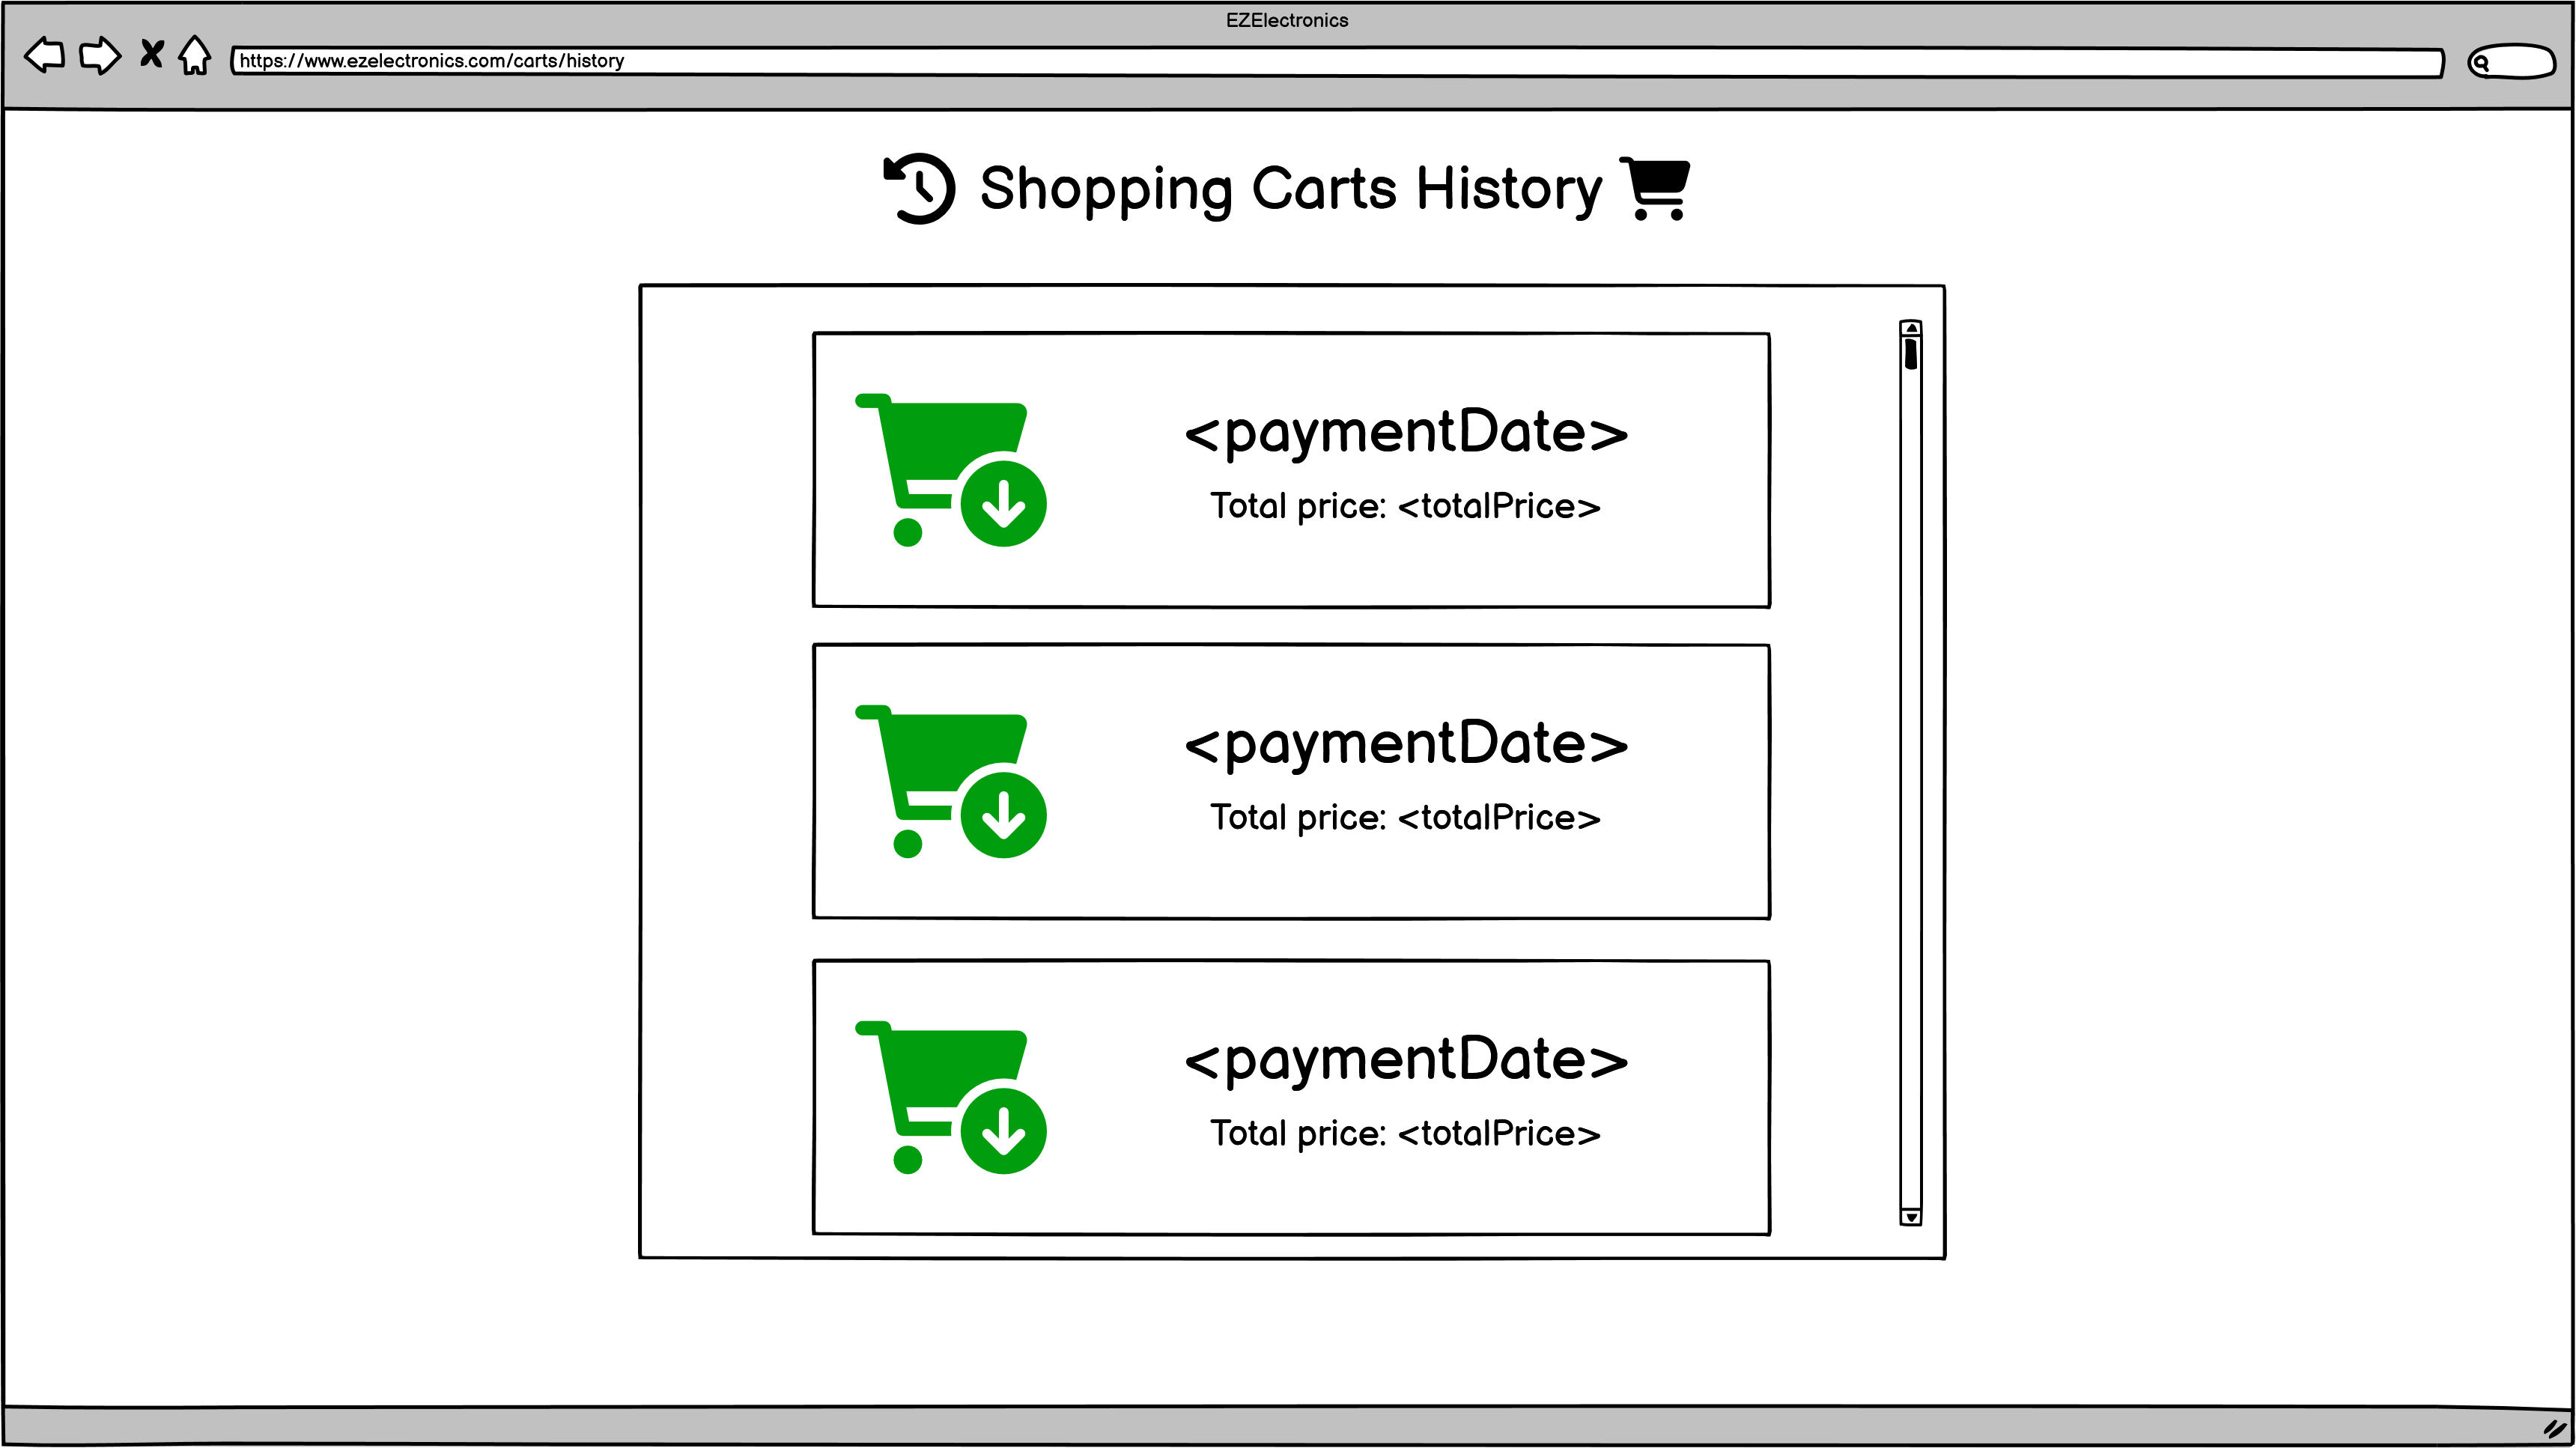 EZElectronics
https://www.ezelectronics.com/carts/history
Shopping Carts History
<paymentDate>
Total price: <totalPrice>
<paymentDate>
Total price: <totalPrice>
<paymentDate>
Total price: <totalPrice>